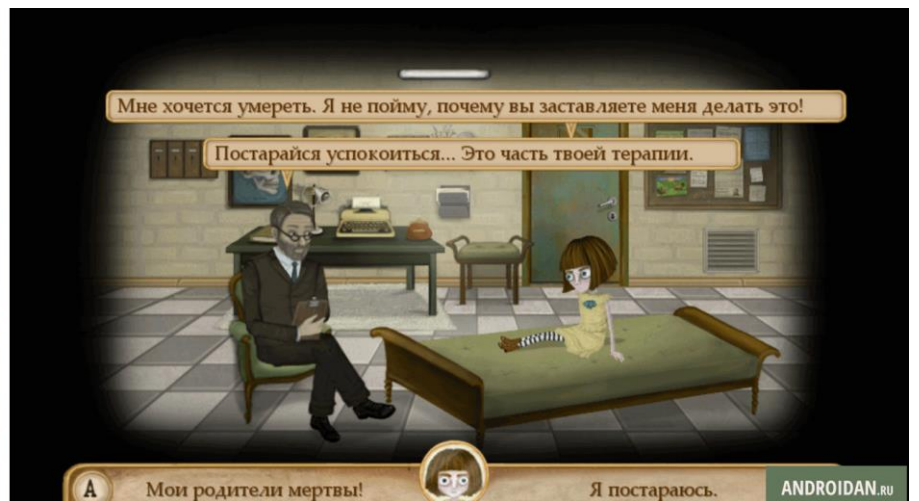 Мне хочется умереть. Я не пойму, почему вы заставляете меня делать это!
Постарайся успокоиться... Это часть твоей терапии.
A Мои родители мертвы! Я постараюсь.
ANDROIDAN.RU